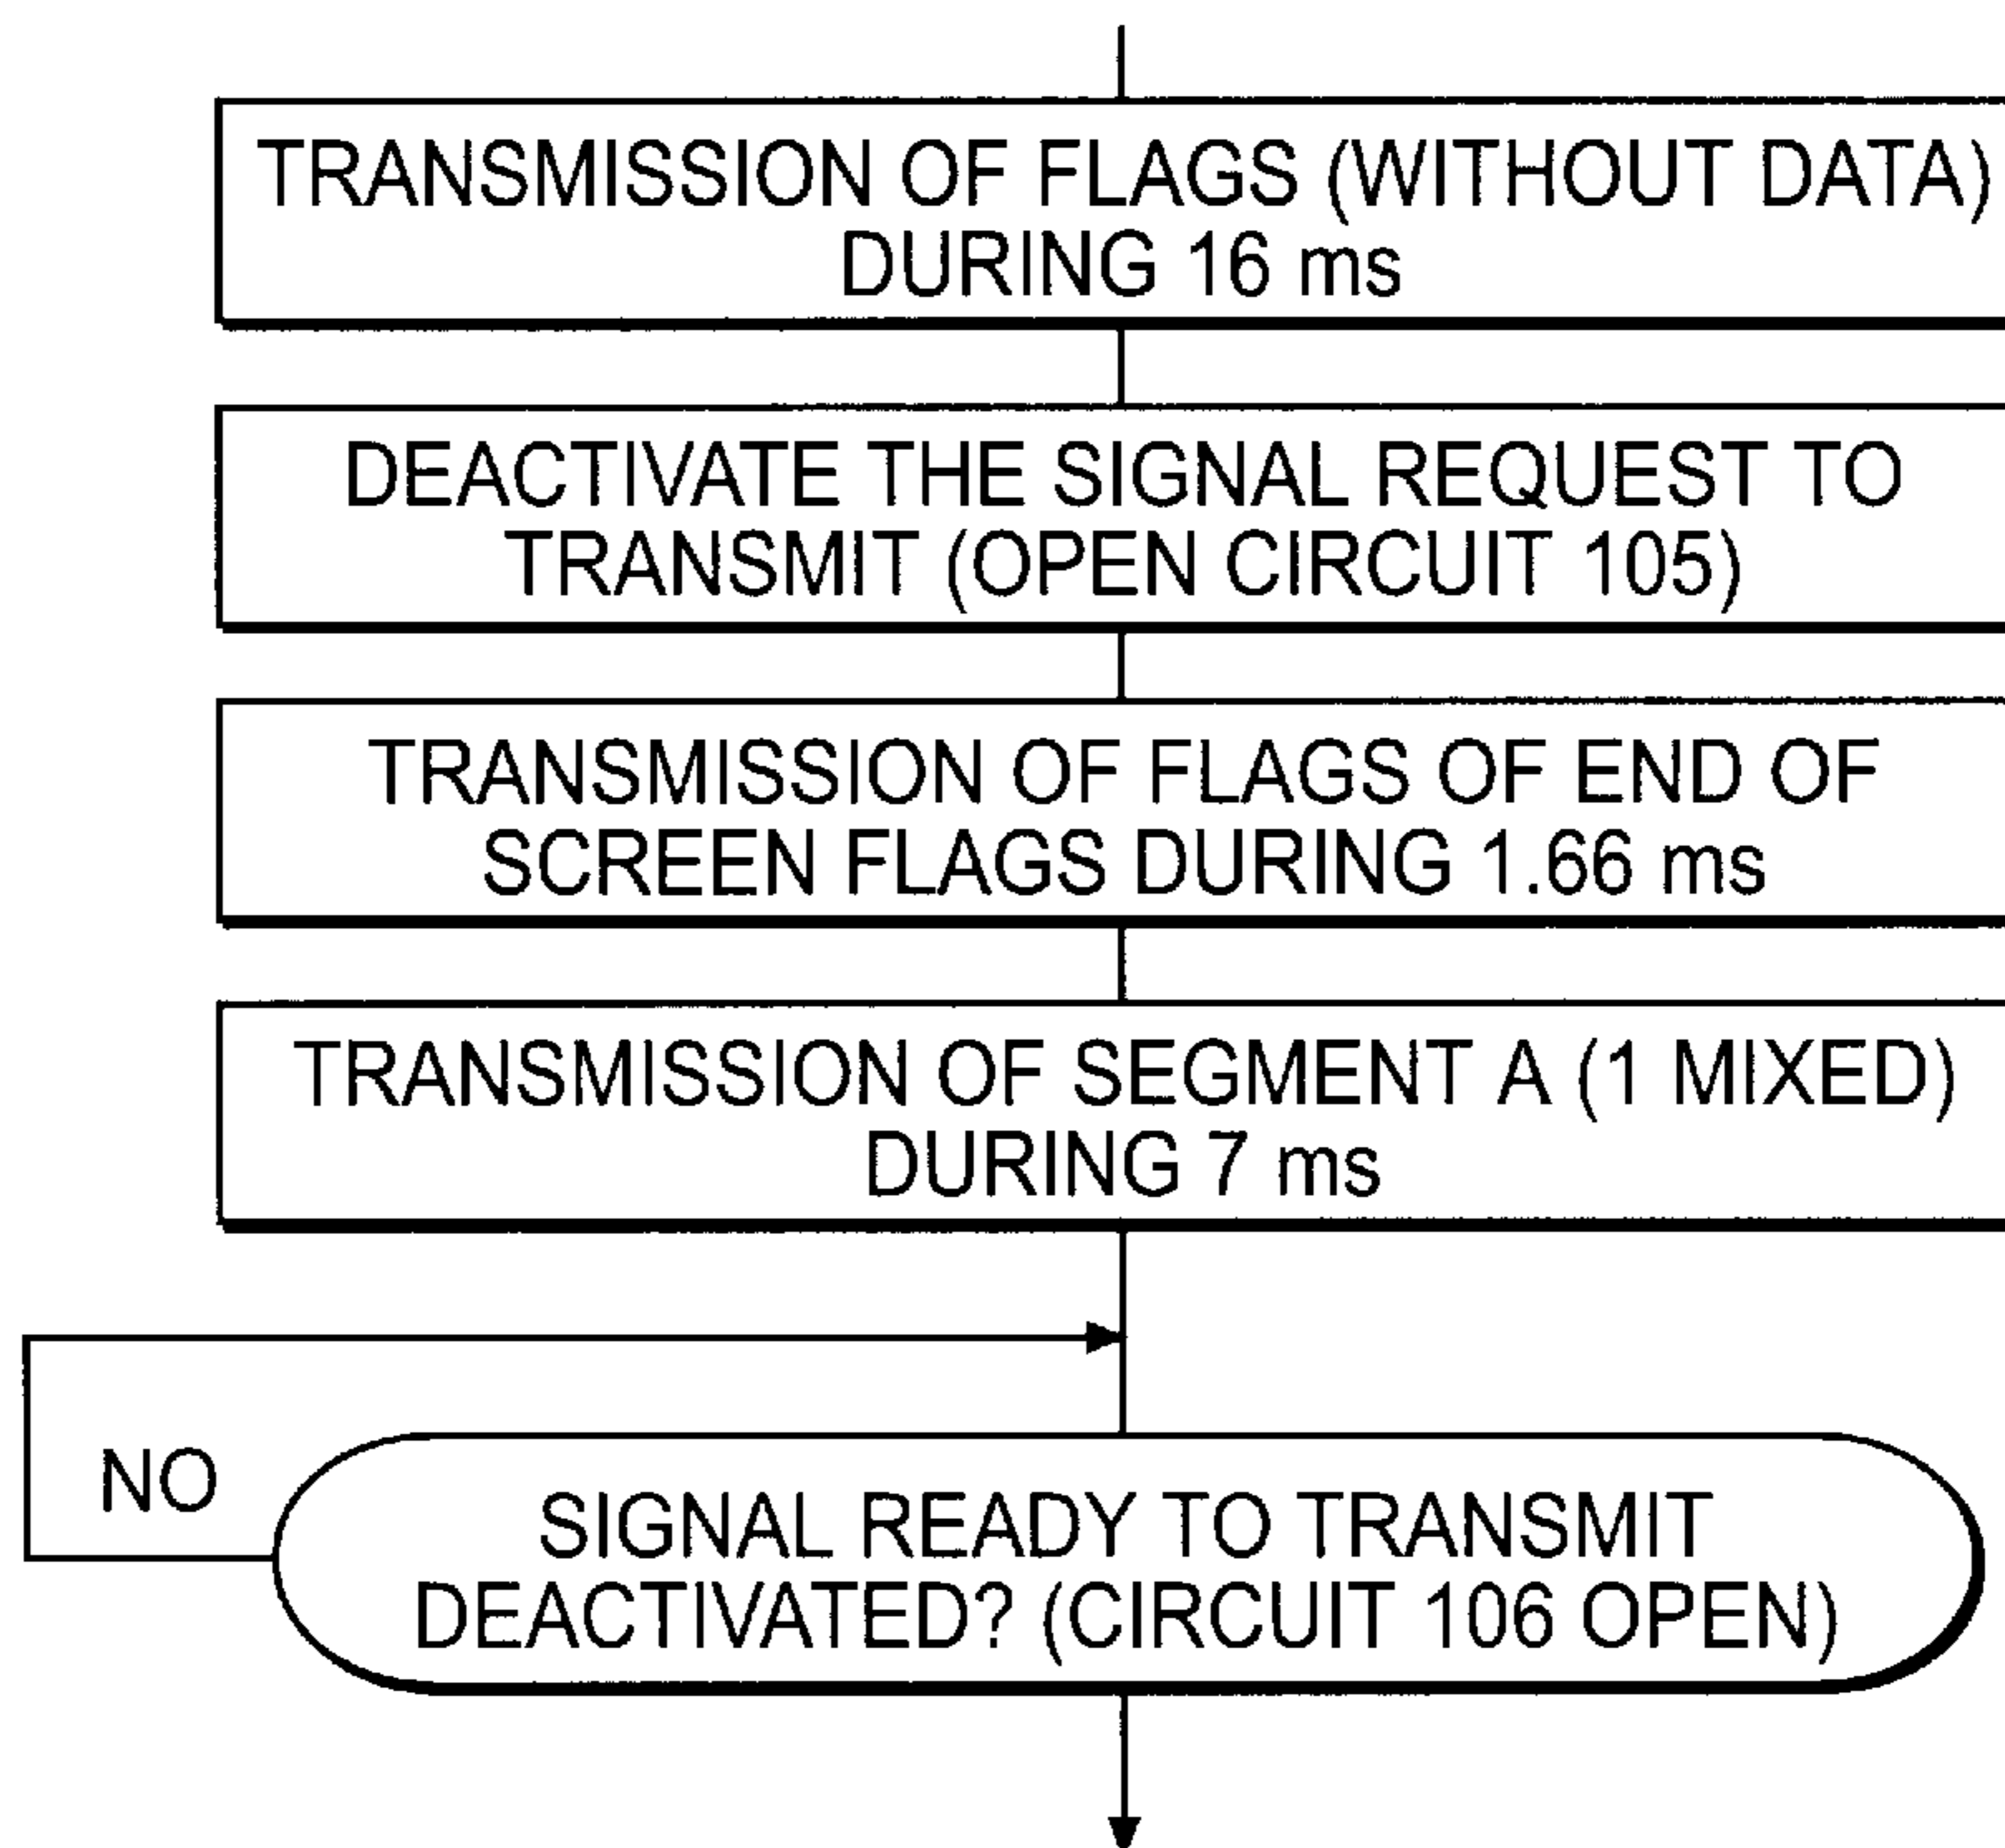 TRANSMISSION OF FLAGS (WITHOUT DATA)
DURING 16 ms
DEACTIVATE THE SIGNAL REQUEST TO
TRANSMIT (OPEN CIRCUIT 105)
TRANSMISSION OF FLAGS OF END OF
SCREEN FLAGS DURING 1.66 ms
TRANSMISSION OF SEGMENT A (1 MIXED)
DURING 7 ms
NO
SIGNAL READY TO TRANSMIT
DEACTIVATED? (CIRCUIT 106 OPEN)